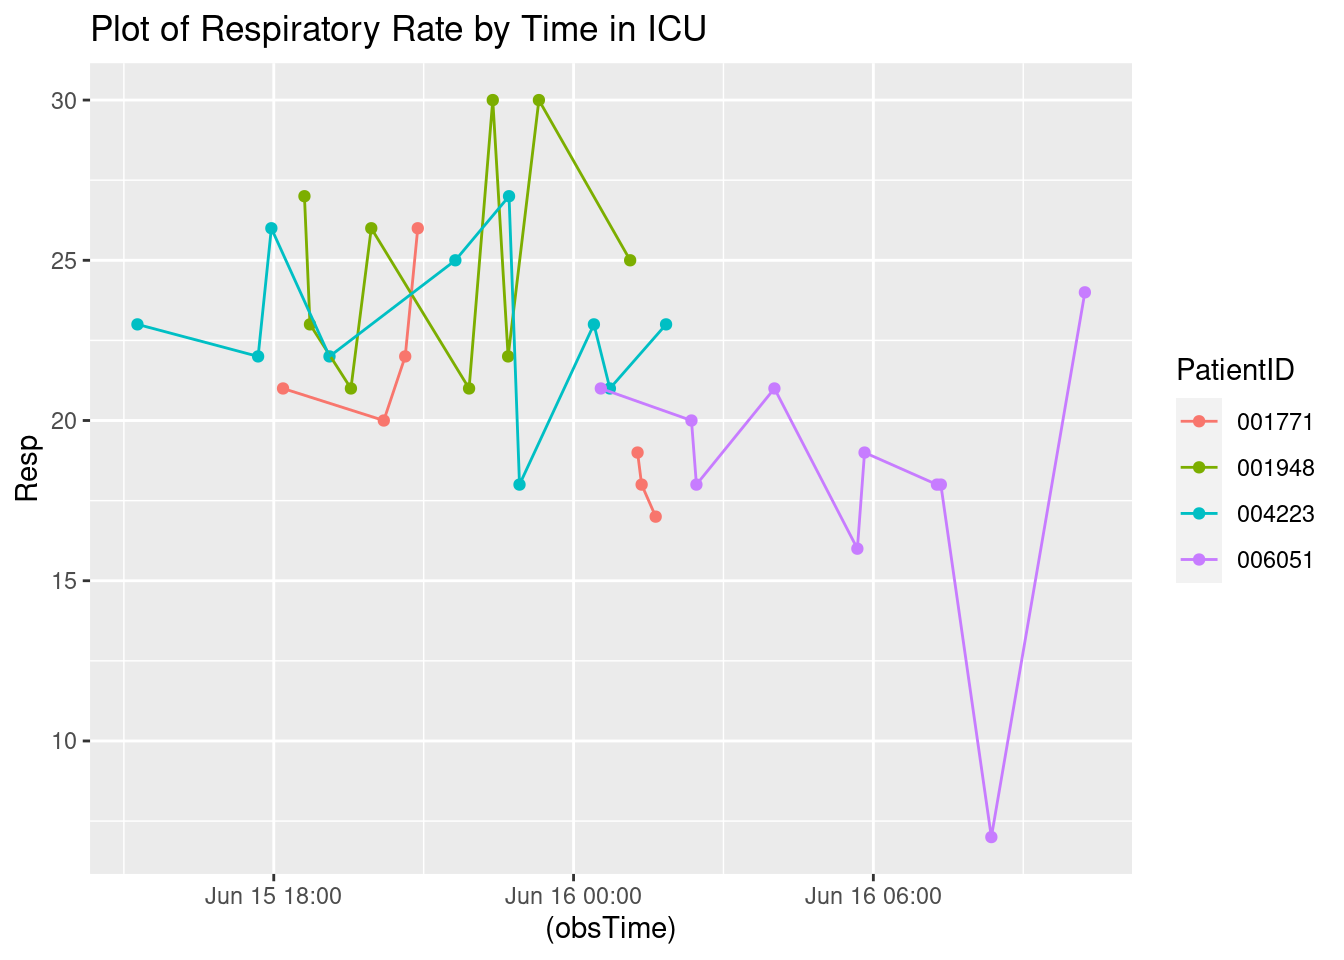 Plot of Respiratory Rate by Time in ICU
30
25
20
15
10
Resp
Jun 15 18:00
Jun 16 00:00
Jun 16 06:00
(obsTime)
PatientID
001771
001948
004223
006051